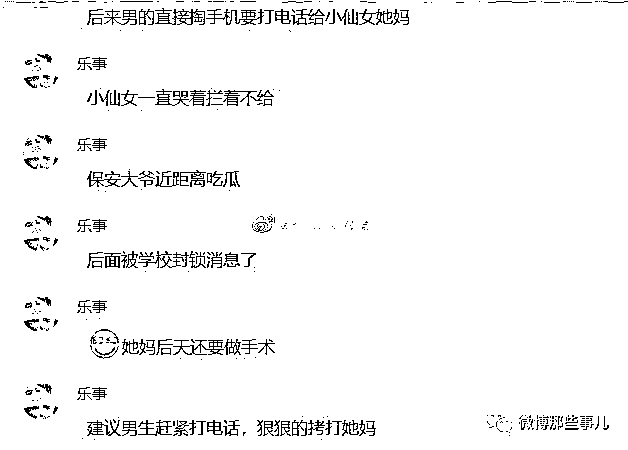 后来男的直接掏手机要打电话给小仙女她妈
乐事
小仙女一直哭着拦着不给
乐事
保安大爷近距离吃瓜
乐事
后面被学校封锁消息了
乐事
她妈后天还要做手术
乐事
建议男生赶紧打电话，狠狠的拷打她妈
微博那些事儿